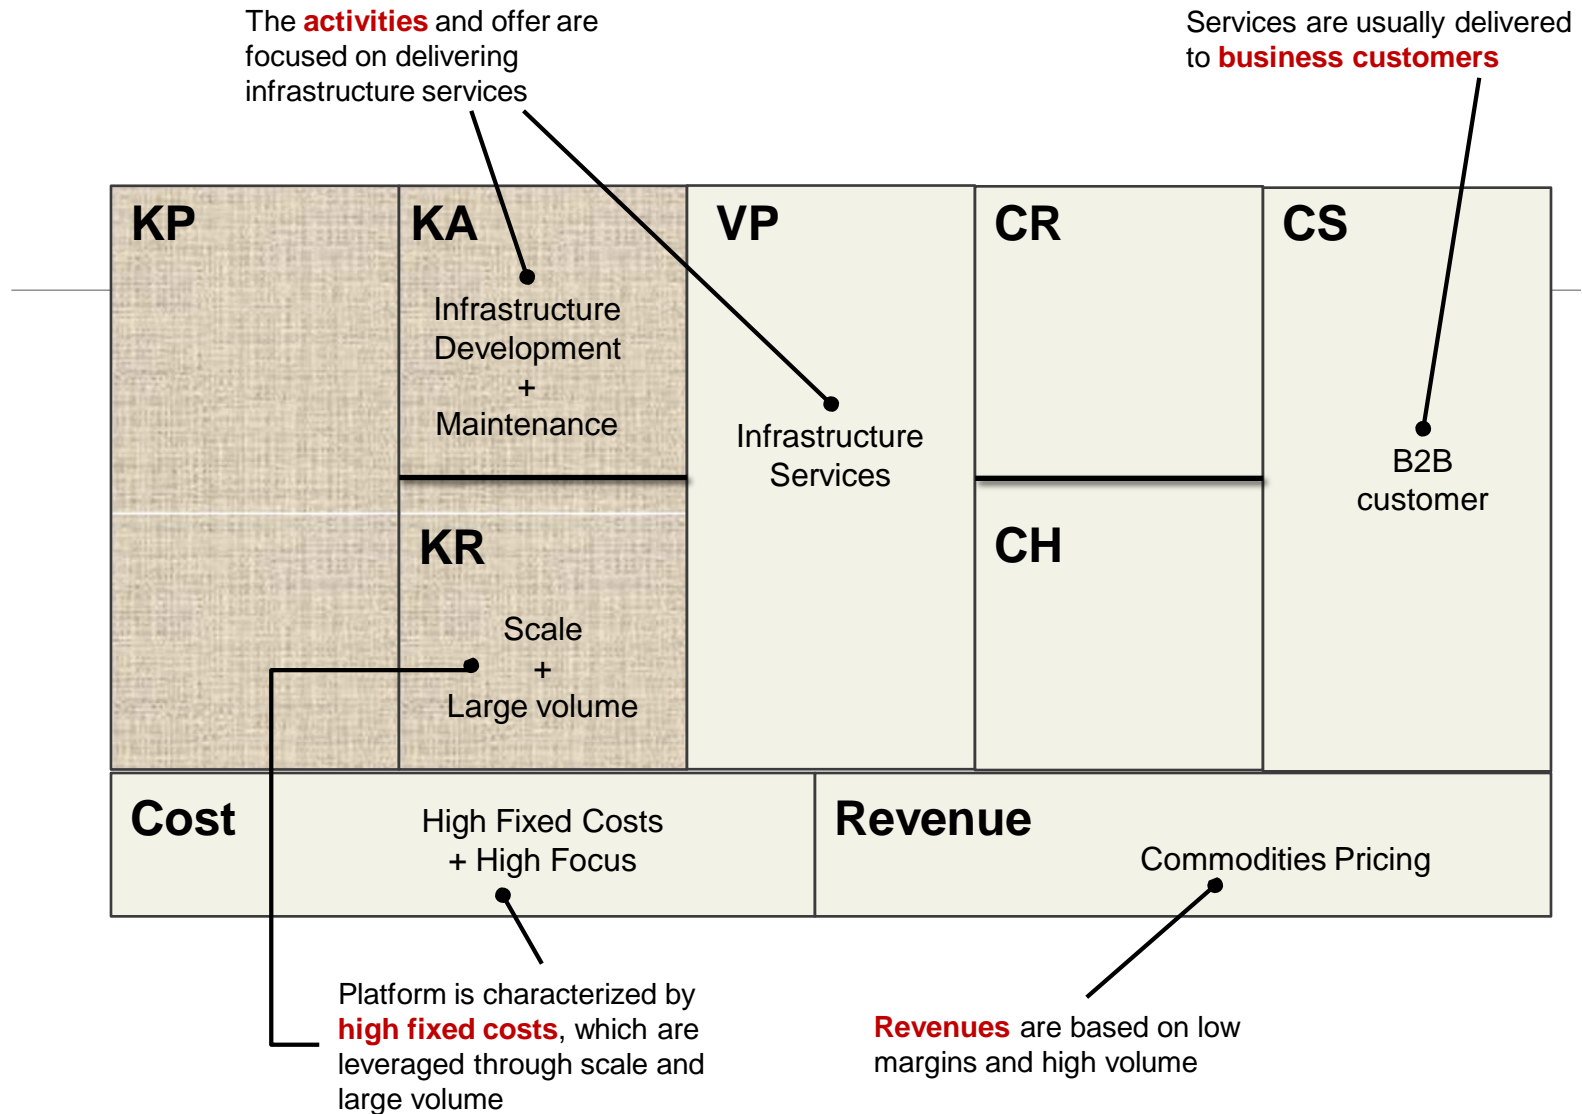 The activities and offer are
focused on delivering
infrastructure services
Services are usually delivered
to business customers
KP
KA
Infrastructure
Development
+
Maintenance
KR
Scale
+
Large volume
VP
Infrastructure
Services
CR
CH
CS
B2B
customer
Cost
High Fixed Costs
+ High Focus
Revenue
Commodities Pricing
Platform is characterized by
high fixed costs, which are
leveraged through scale and
large volume
Revenues are based on low
margins and high volume